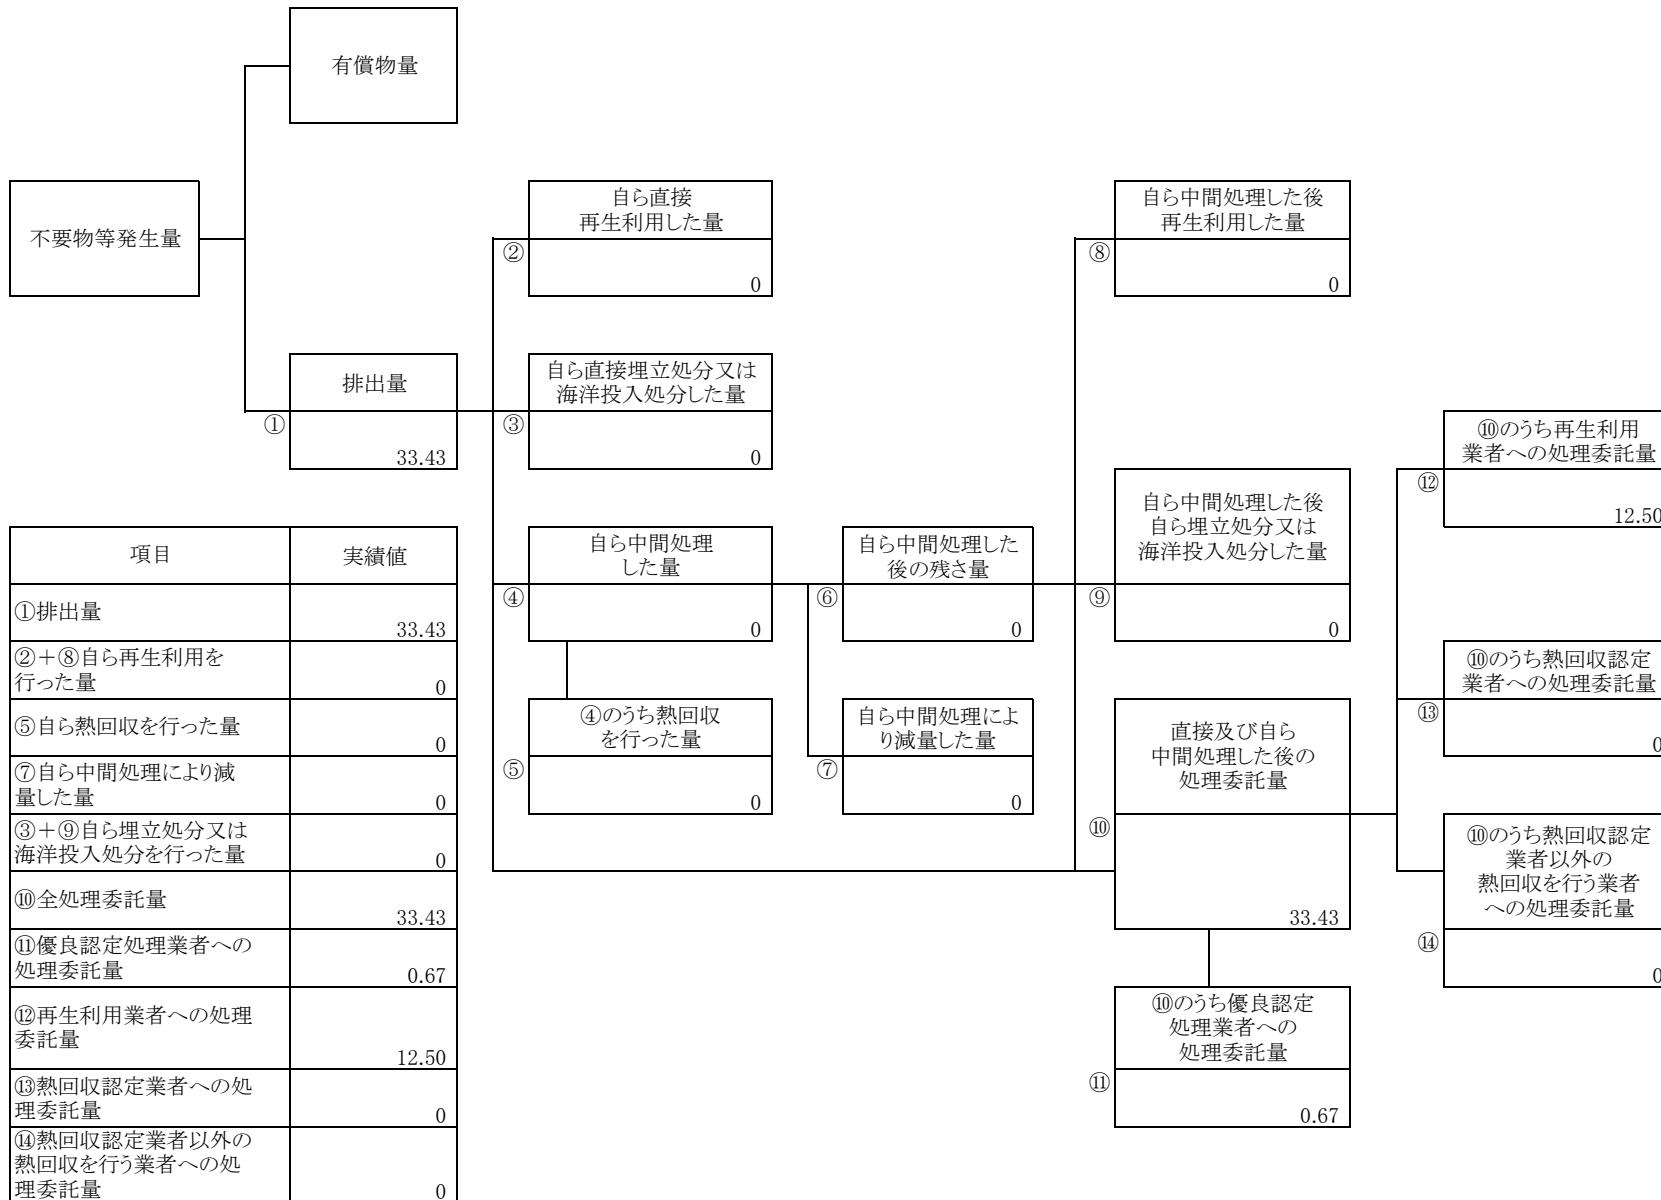 有償物量
不要物等発生量
自ら直接
再生利用した量
②
0
自ら中間処理した後
再生利用した量
⑧
0
排出量
①
33.43
自ら直接埋立処分又は
海洋投入処分した量
③
0
⑩のうち再生利用
業者への処理委託量
⑫
12.50
自ら中間処理
した量
④
0
自ら中間処理した
後の残さ量
⑥
0
自ら中間処理した後
自ら埋立処分又は
海洋投入処分した量
⑨
0
⑩のうち熱回収認定
業者への処理委託量
⑬
0
④のうち熱回収
を行った量
⑤
0
自ら中間処理によ
り減量した量
⑦
0
直接及び自ら
中間処理した後の
処理委託量
⑩
33.43
⑩のうち熱回収認定
業者以外の
熱回収を行う業者
への処理委託量
⑭
0
⑩のうち優良認定
処理業者への
処理委託量
⑪
0.67
項目 実績値
①排出量
33.43
②＋⑧自ら再生利用を
行った量 0
⑤自ら熱回収を行った量
0
⑦自ら中間処理により減
量した量 0
③＋⑨自ら埋立処分又は
海洋投入処分を行った量 0
⑩全処理委託量
33.43
⑪優良認定処理業者への
処理委託量 0.67
⑫再生利用業者への処理
委託量
12.50
⑬熱回収認定業者への処
理委託量 0
⑭熱回収認定業者以外の
熱回収を行う業者への処
理委託量 0